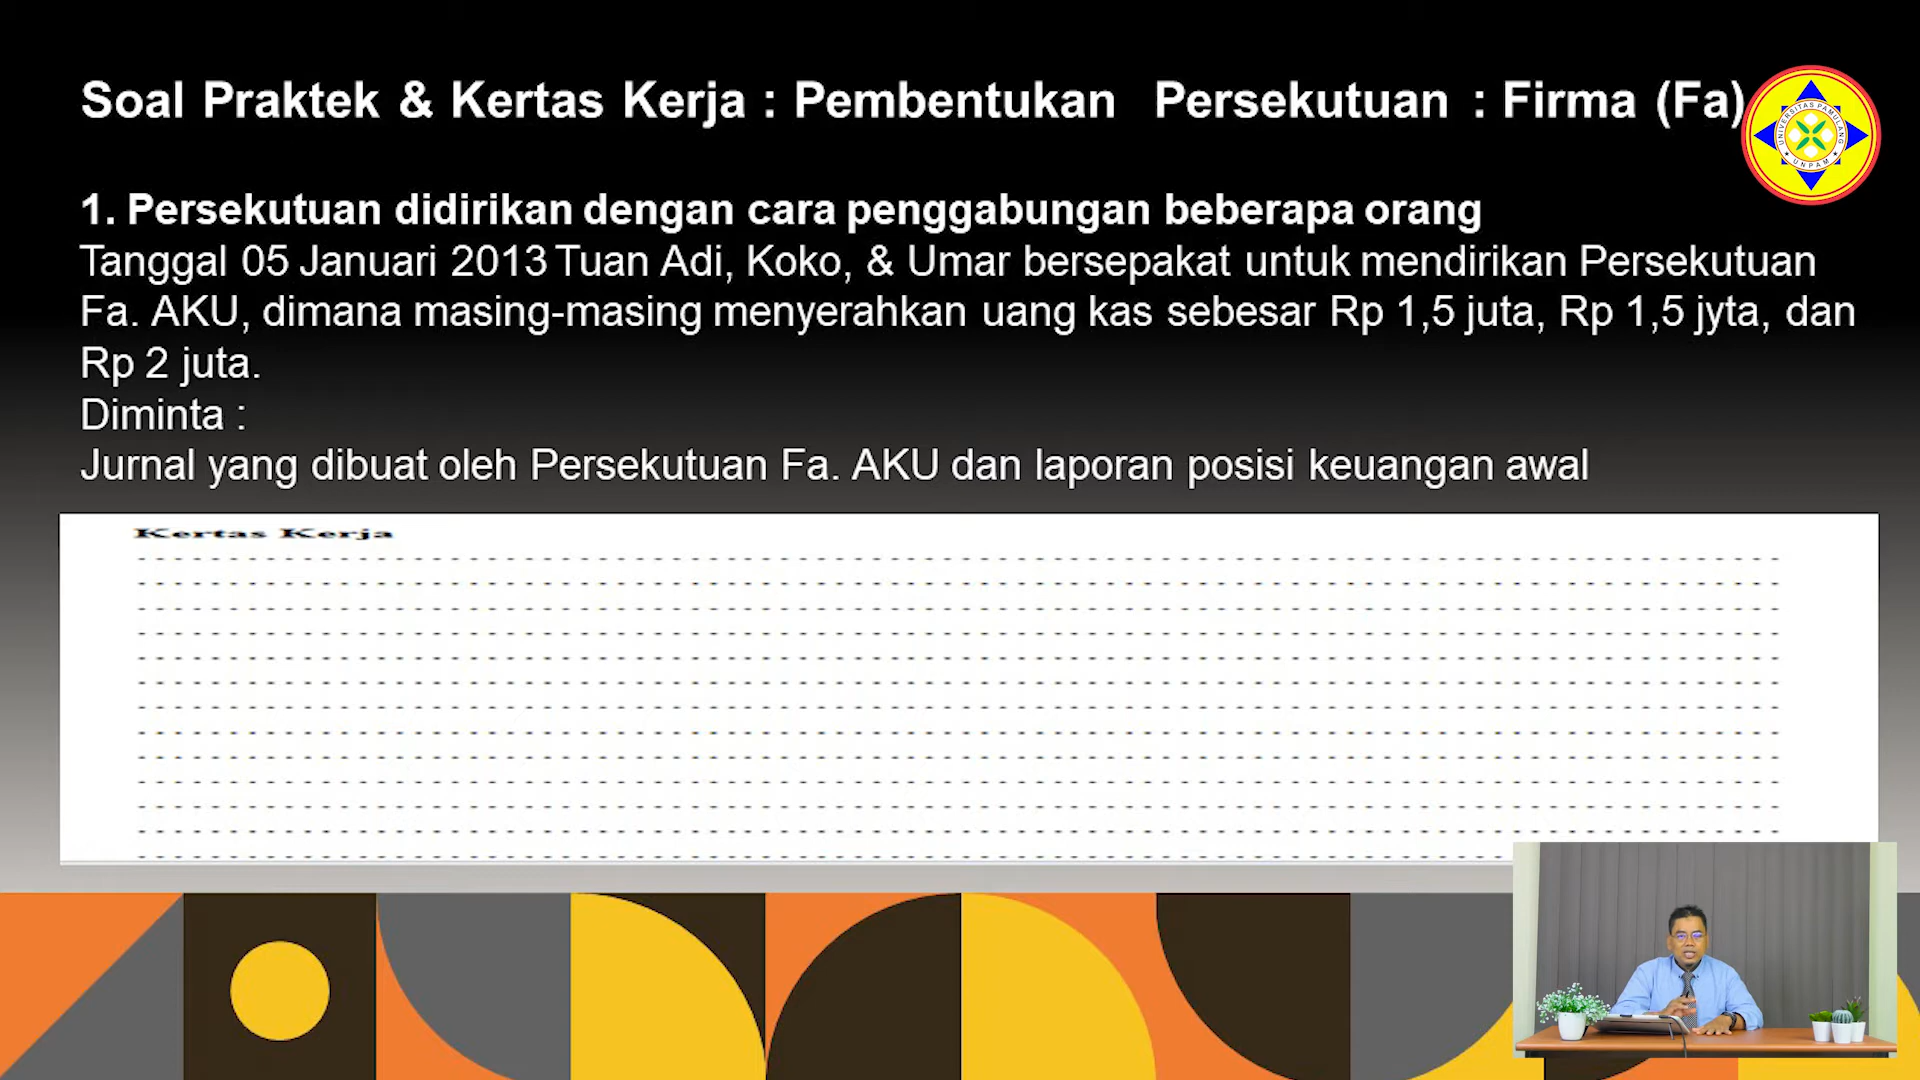 Soal Praktek & Kertas Kerja : Pembentukan Persekutuan : Firma (Fa)
UNIVERSITAS PAMULANG
UNPAM
1. Persekutuan didirikan dengan cara penggabungan beberapa orang
Tanggal 05 Januari 2013 Tuan Adi, Koko, & Umar bersepakat untuk mendirikan Persekutuan
Fa. AKU, dimana masing-masing menyerahkan uang kas sebesar Rp 1,5 juta, Rp 1,5 jyta, dan
Rp 2 juta.
Diminta :
Jurnal yang dibuat oleh Persekutuan Fa. AKU dan laporan posisi keuangan awal
Kertas Kerja